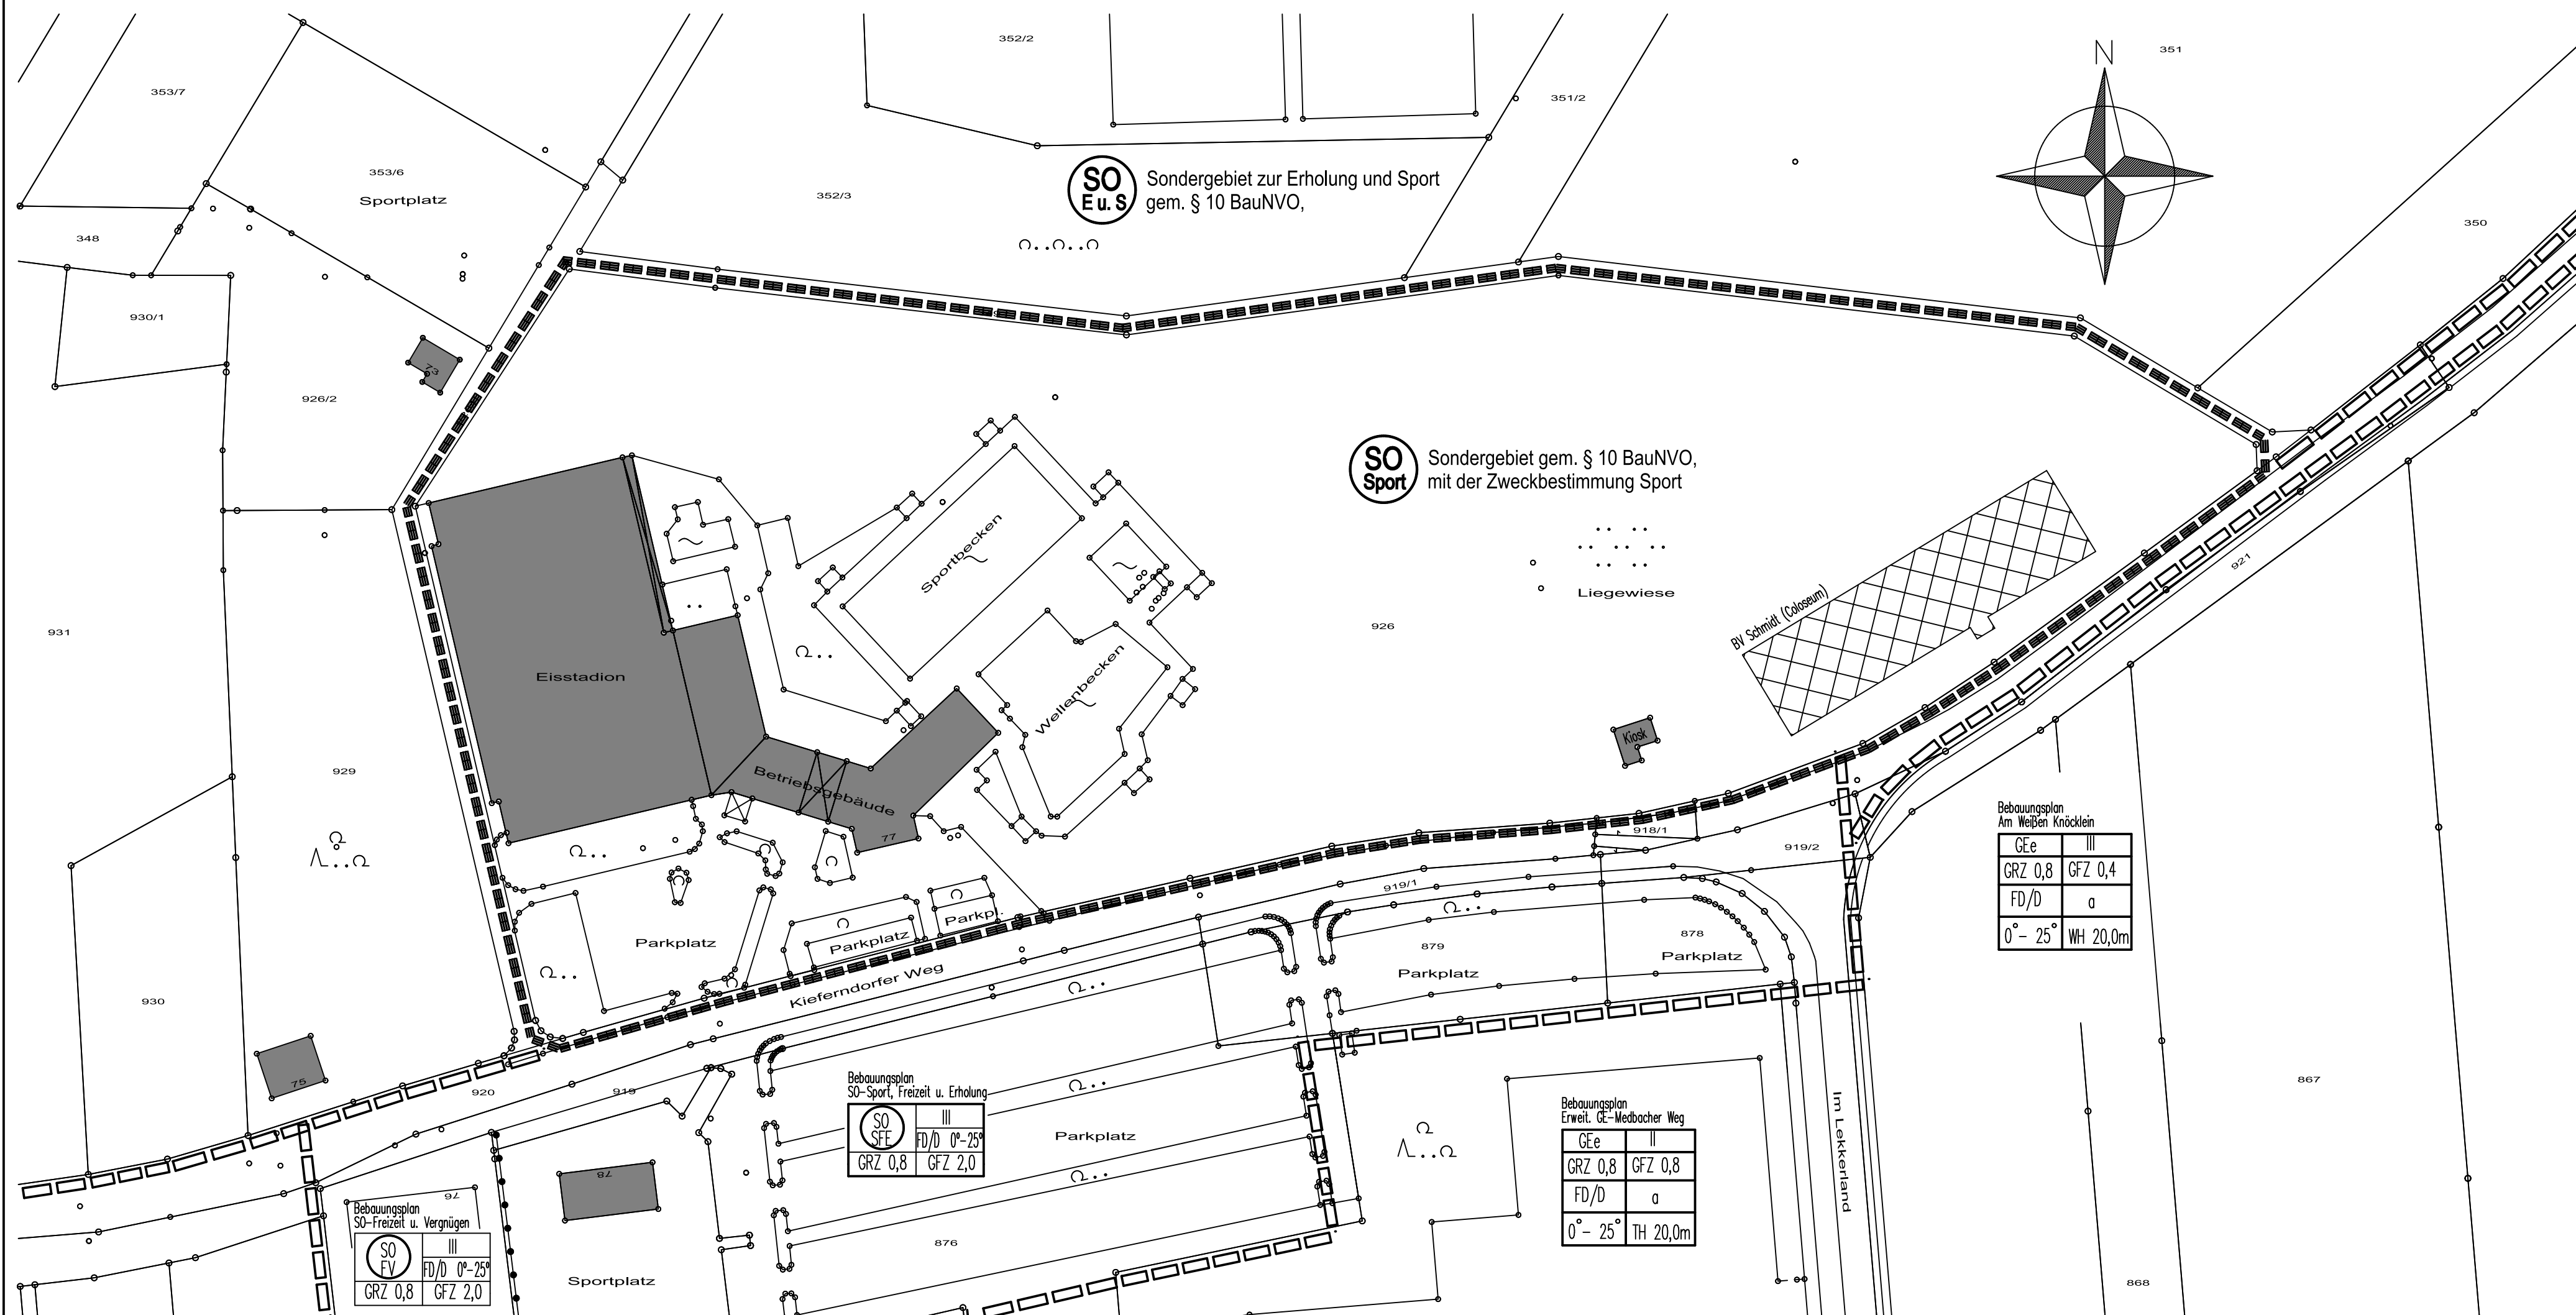 352/2
351
353/7
351/2
N
353/6
Sportplatz
352/3
SO
E u. S
Sondergebiet zur Erholung und Sport
gem. § 10 BauNVO,
348
350
930/1
73
926/2
SO
Sport
Sondergebiet gem. § 10 BauNVO,
mit der Zweckbestimmung Sport
Sportbecken
Liegewiese
921
BV Schmidt (Coloseum)
926
931
Eisstadion
Wellenbecken
Kiosk
929
Betriebsgebäude
77
918/1
919/2
919/1
Bebauungsplan
Am Weißen Knöcklein
GEe III
GRZ 0,8 GFZ 0,4
FD/D a
0°- 25° WH 20,0m
Parkpl.
Parkplatz
Parkplatz
Kieferndorfer Weg
879
Parkplatz
878
Parkplatz
930
75
920
919
Bebauungsplan
SO-Sport, Freizeit u. Erholung
SO
SFE
III
FD/D 0°-25°
GRZ 0,8 GFZ 2,0
Parkplatz
Bebauungsplan
Erweit. GE-Medbacher Weg
GEe II
GRZ 0,8 GFZ 0,8
FD/D a
0°- 25° TH 20,0m
Im Lekkerland
867
78
76
Bebauungsplan
SO-Freizeit u. Vergnügen
SO
FV
III
FD/D 0°-25°
GRZ 0,8 GFZ 2,0
876
Sportplatz
868